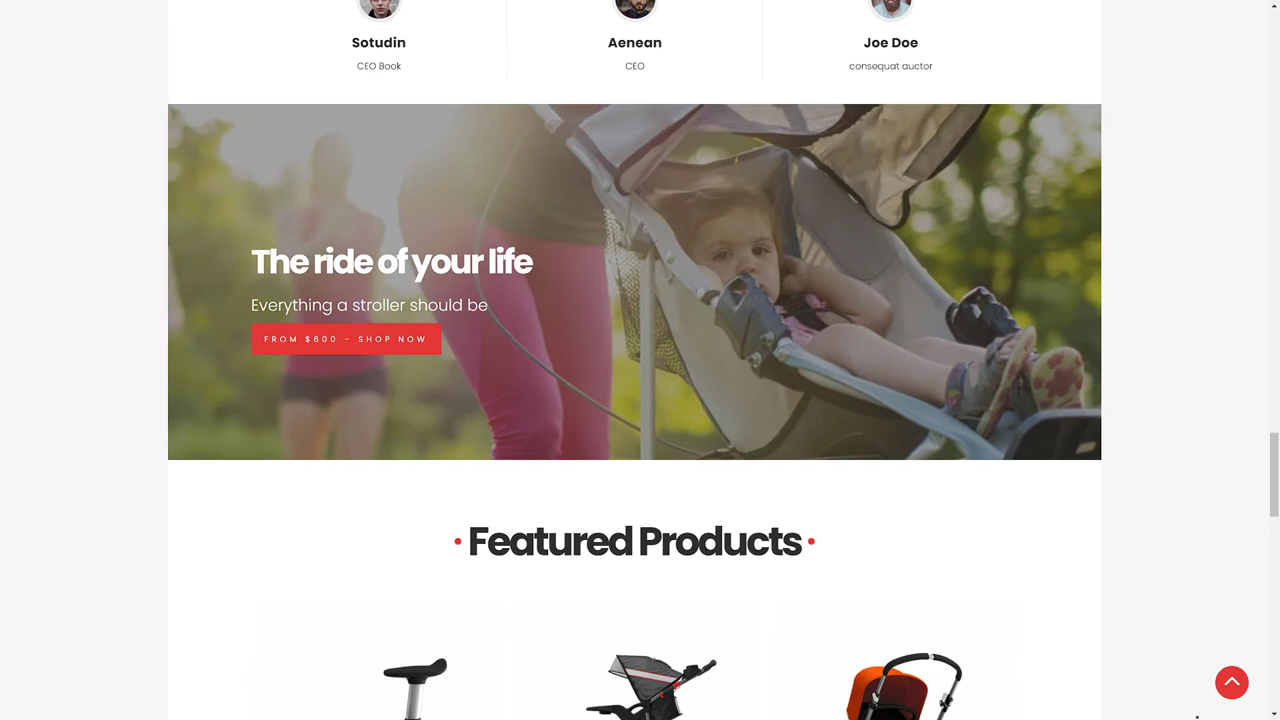 Sotudin
CEO Book
Aenean
CEO
Joe Doe
consequat auctor
The ride of your life
Everything a stroller should be
FROM $600 – SHOP NOW
Featured Products